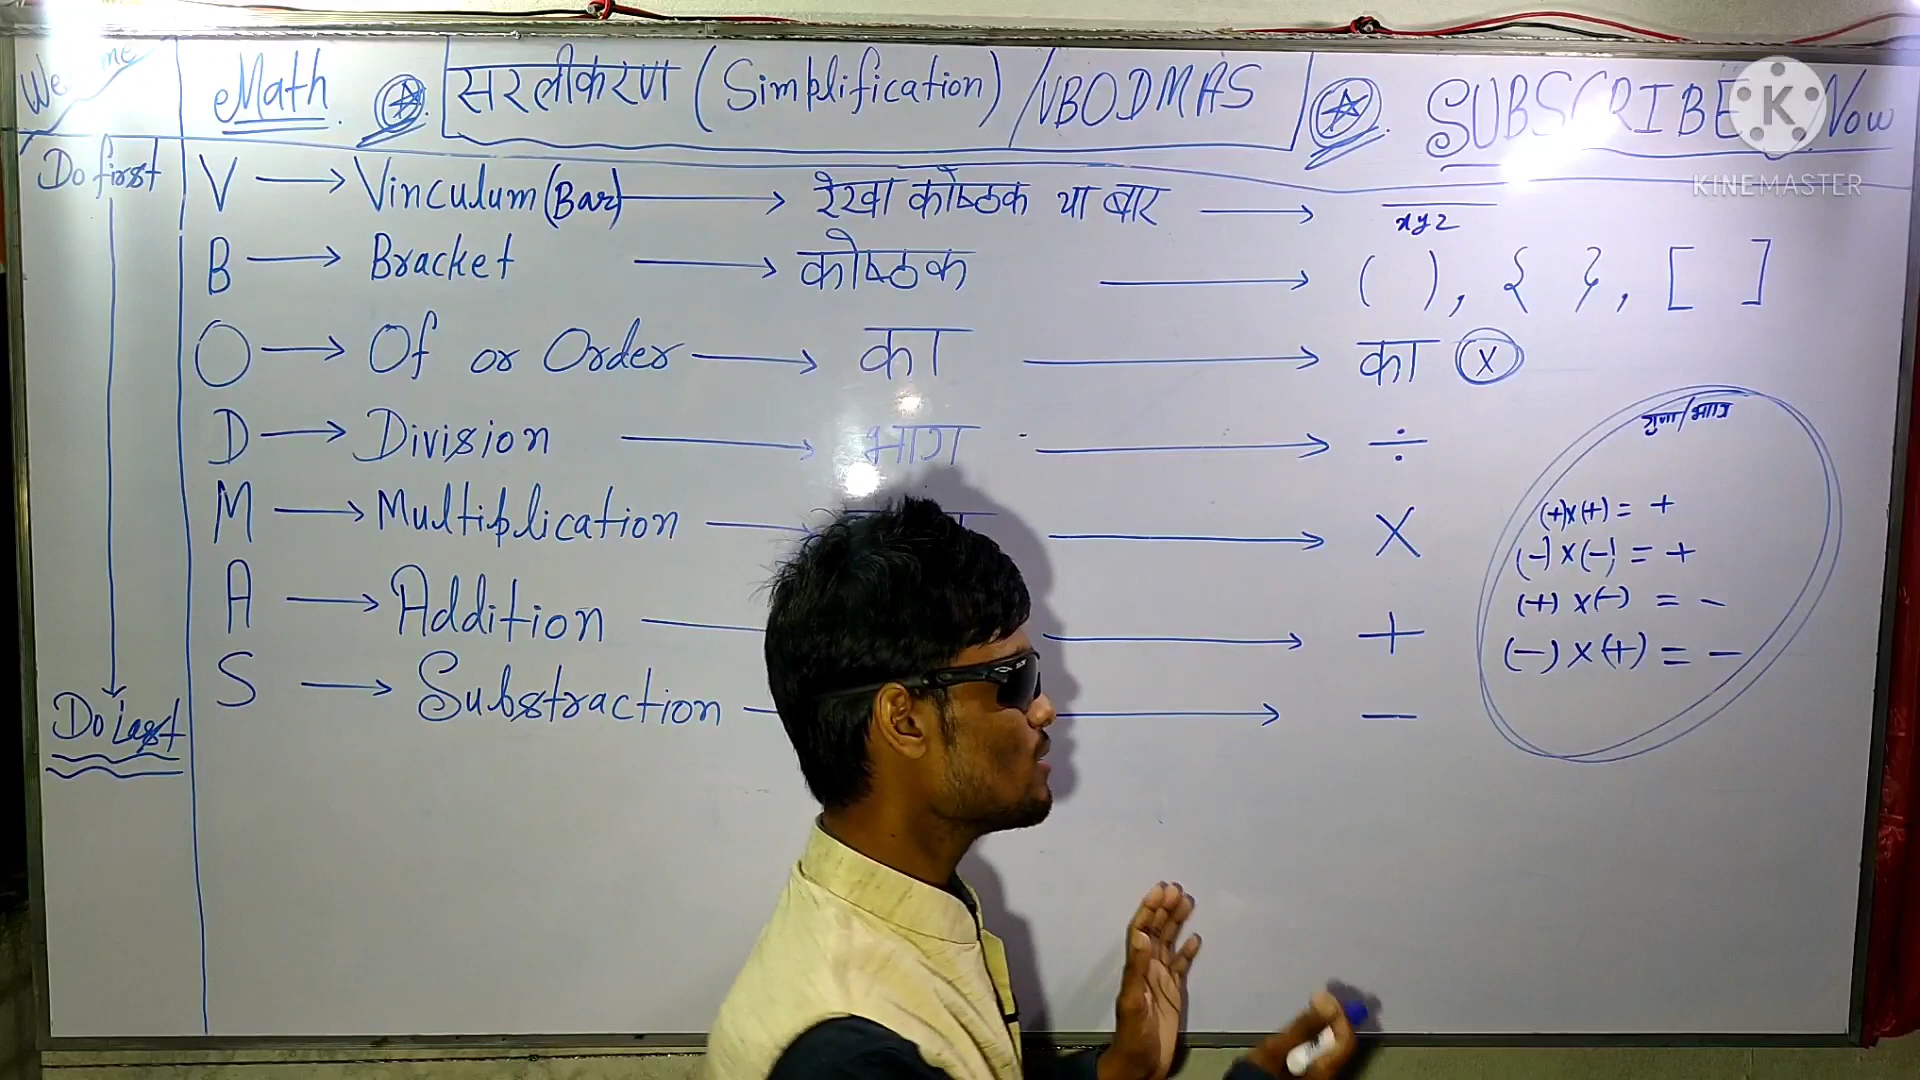 Math सरलीकरण (Simplification) /VBODMAS SUBSCRIBE Now
KINEMASTER
Do first
V → Vinculum (Bar) → रेखा कोष्ठक या बार → xyz
B → Bracket → कोष्ठक → ( ), { }, [ ]
O → Of or Order → का → का (x)
D → Division → भाग → ÷
M → Multiplication → → ×
A → Addition → +
S → Substraction → −
Do Last
गुणा/भाग
(+)x(+) = +
(−)x(−) = +
(+)x(−) = −
(−)x(+) = −